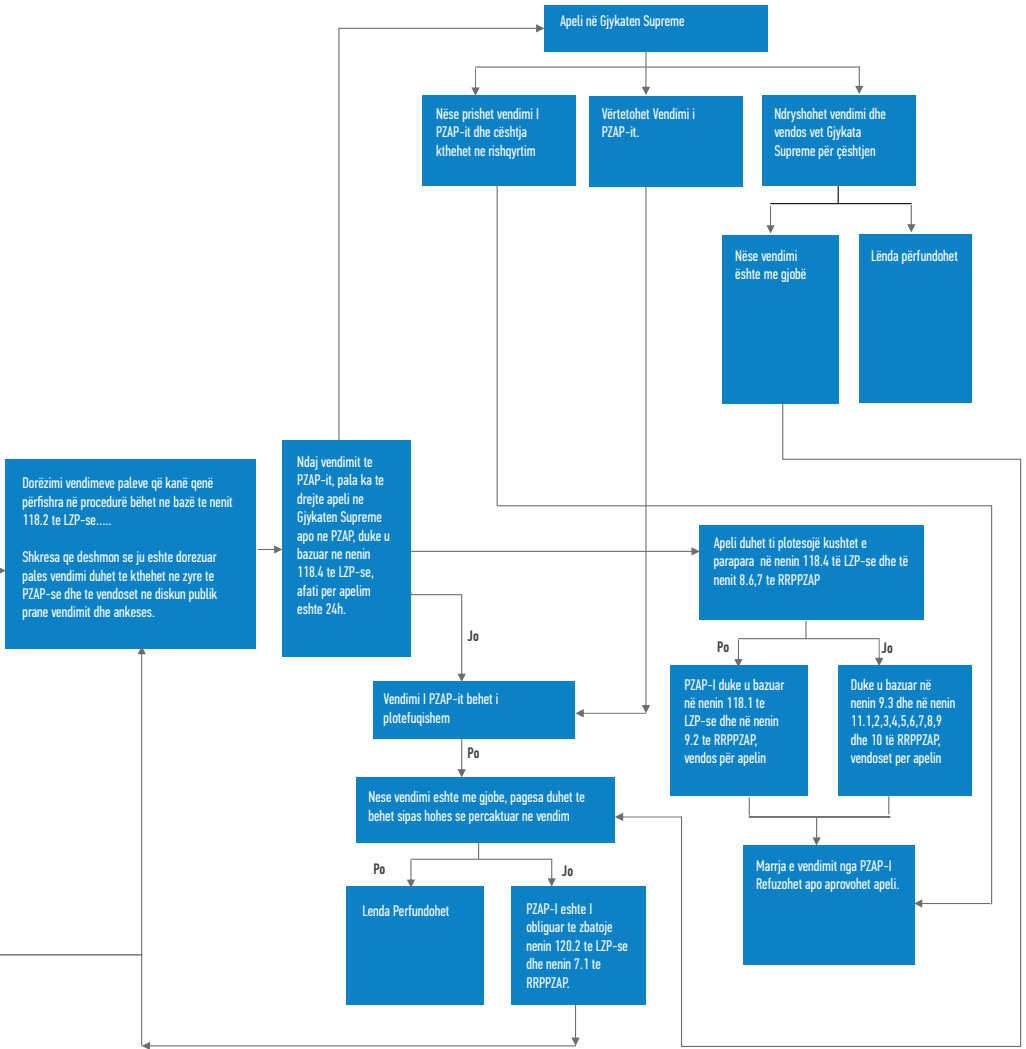 Apeli në Gjykaten Supreme
Nëse prishet vendimi I
PZAP-it dhe cështja
kthehet ne rishqyrtim
Vërtetohet Vendimi i
PZAP-it.
Ndryshohet vendimi dhe
vendos vet Gjykata
Supreme për çështjen
Nëse vendimi
ështe me gjobë
Lënda përfundohet
Dorëzimi vendimeve paleve që kanë qenë
përfishra në procedurë bëhet ne bazë te nenit
118.2 te LZP-se.....
Shkresa qe deshmon se ju eshte dorezuar
pales vendimi duhet te kthehet ne zyre te
PZAP-se dhe te vendoset ne diskun publik
prane vendimit dhe ankeses.
Ndaj vendimit te
PZAP-it, pala ka te
drejte apeli ne
Gjykaten Supreme
apo ne PZAP, duke u
bazuar ne nenin
118.4 te LZP-se,
afati per apelim
eshte 24h.
Apeli duhet ti plotesojë kushtet e
parapara në nenin 118.4 të LZP-se dhe të
nenit 8.6,7 te RRPPZAP
Jo
Po
Jo
Vendimi I PZAP-it behet i
plotefuqishem
PZAP-I duke u bazuar
në nenin 118.1 te
LZP-se dhe në nenin
9.2 te RRPPZAP,
vendos për apelin
Duke u bazuar në
nenin 9.3 dhe në nenin
11.1,2,3,4,5,6,7,8,9
dhe 10 të RRPPZAP,
vendoset per apelin
Po
Nese vendimi eshte me gjobe, pagesa duhet te
behet sipas hohes se percaktuar ne vendim
Po
Jo
Marrja e vendimit nga PZAP-I
Refuzohet apo aprovohet apeli.
Lenda Perfundohet
PZAP-I eshte I
obliguar te zbatoje
nenin 120.2 te LZP-se
dhe nenin 7.1 te
RRPPZAP.